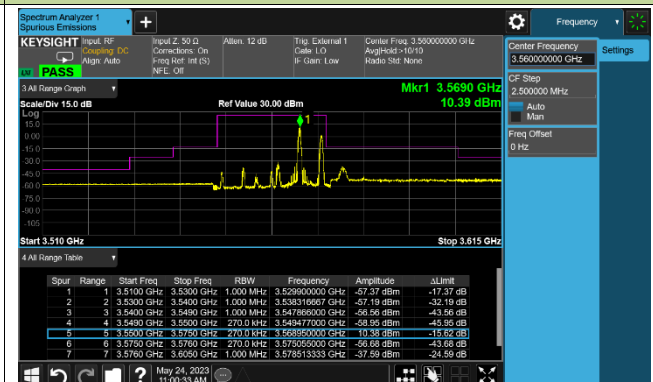 Spectrum Analyzer 1
Spurious Emissions
Frequency
KEYSIGHT
Input: RF
Coupling: DC
Align: Auto
Input Z: 50 Ω
Corrections: On
Freq Ref: Int (S)
NFE: Off
Atten: 12 dB
Trig: External 1
Gate: LO
IF Gain: Low
Center Freq: 3.560000000 GHz
Avg|Hold:>10/10
Radio Std: None
PASS
Center Frequency
3.560000000 GHz
Settings
CF Step
2.500000 MHz
Auto
Man
Freq Offset
0 Hz
3 All Range Graph
Mkr1 3.5690 GHz
Scale/Div 15.0 dB
Ref Value 30.00 dBm
10.39 dBm
Log
15.0
0.00
-15.0
-30.0
-45.0
-60.0
-75.0
-90.0
-105
1
Start 3.510 GHz
Stop 3.615 GHz
4 All Range Table
Spur Range Start Freq Stop Freq RBW Frequency Amplitude ΔLimit
1 1 3.5100 GHz 3.5300 GHz 1.000 MHz 3.529900000 GHz -57.37 dBm -17.37 dB
2 2 3.5300 GHz 3.5400 GHz 1.000 MHz 3.538316667 GHz -57.19 dBm -32.19 dB
3 3 3.5400 GHz 3.5490 GHz 1.000 MHz 3.547866000 GHz -56.56 dBm -43.56 dB
4 4 3.5490 GHz 3.5500 GHz 270.0 kHz 3.549477000 GHz -58.95 dBm -45.95 dB
5 5 3.5500 GHz 3.5750 GHz 270.0 kHz 3.568950000 GHz 10.38 dBm -15.62 dB
6 6 3.5750 GHz 3.5760 GHz 270.0 kHz 3.575055000 GHz -56.68 dBm -43.68 dB
7 7 3.5760 GHz 3.6050 GHz 1.000 MHz 3.578513333 GHz -37.59 dBm -24.59 dB
May 24, 2023
11:00:33 AM